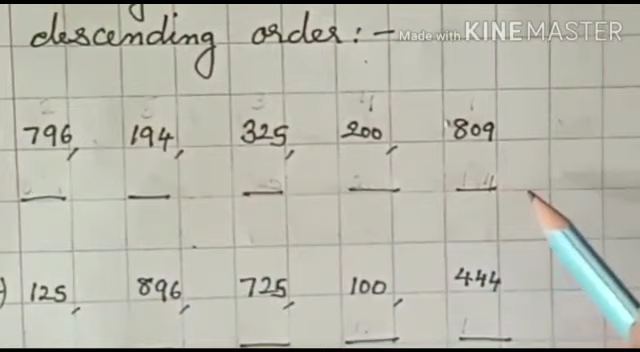 descending order:-
Made with KINEMASTER
796, 194, 325, 200, 809
) 125, 896, 725, 100, 444